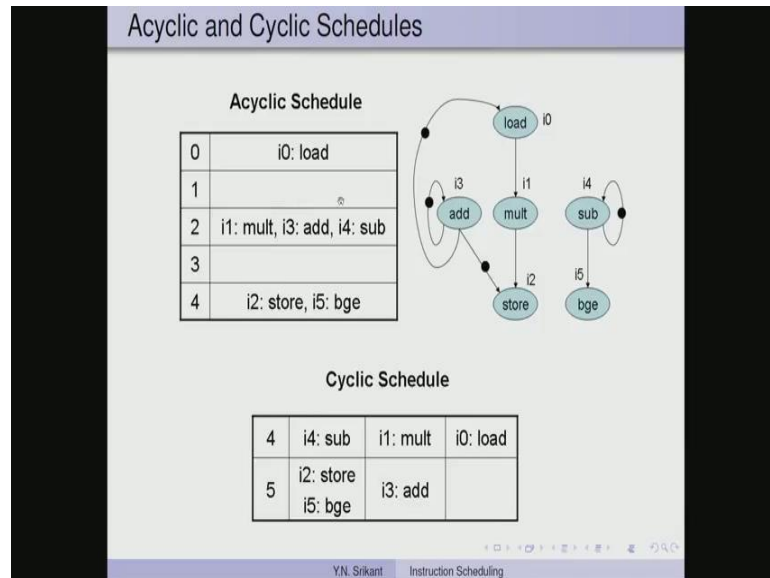 Acyclic and Cyclic Schedules
Acyclic Schedule
0 i0: load
1
2 i1: mult, i3: add, i4: sub
3
4 i2: store, i5: bge
load i0
i3 i1 i4
add mult sub
i2 i5
store bge
Cyclic Schedule
4 i4: sub i1: mult i0: load
5 i2: store i3: add
i5: bge
Y.N. Srikant Instruction Scheduling